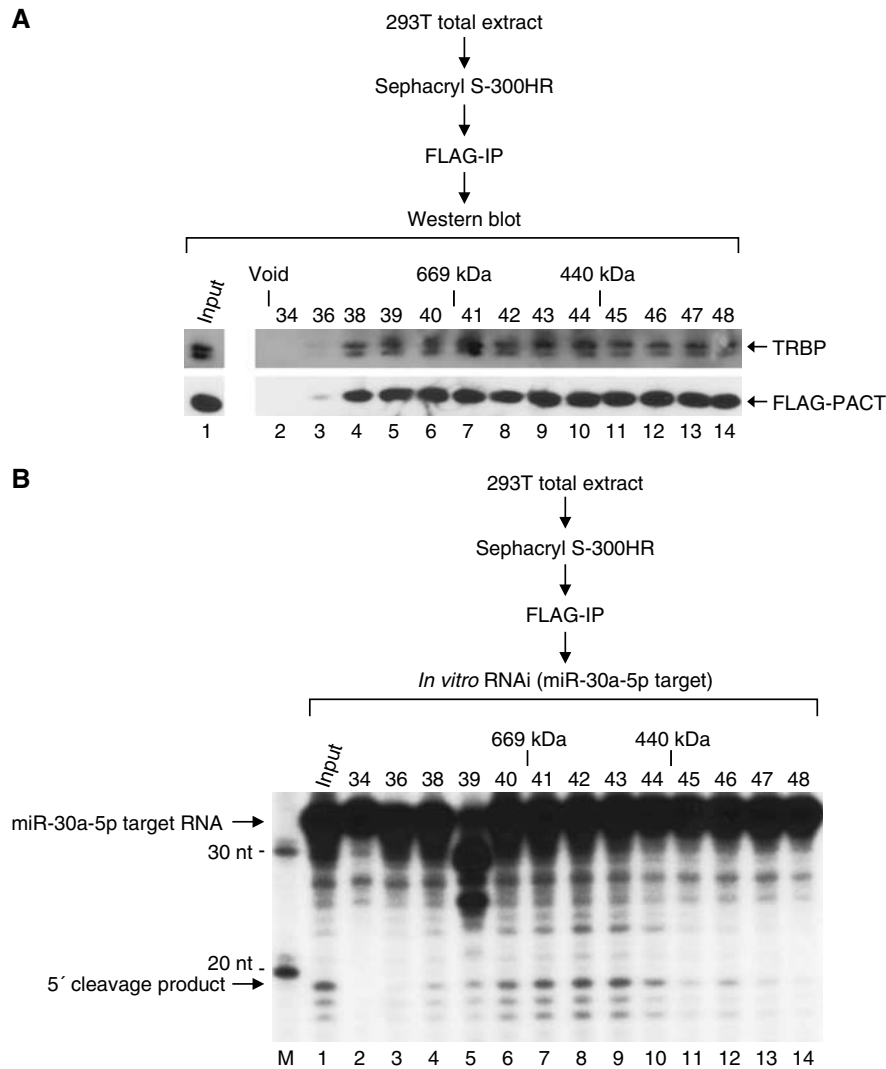 A
293T total extract
Sephacryl S-300HR
FLAG-IP
Western blot
Input
Void 669 kDa 440 kDa
34 36 38 39 40 41 42 43 44 45 46 47 48
TRBP
FLAG-PACT
1 2 3 4 5 6 7 8 9 10 11 12 13 14
B
293T total extract
Sephacryl S-300HR
FLAG-IP
In vitro RNAi (miR-30a-5p target)
669 kDa 440 kDa
Input 34 36 38 39 40 41 42 43 44 45 46 47 48
miR-30a-5p target RNA
30 nt -
20 nt -
5´ cleavage product
M 1 2 3 4 5 6 7 8 9 10 11 12 13 14